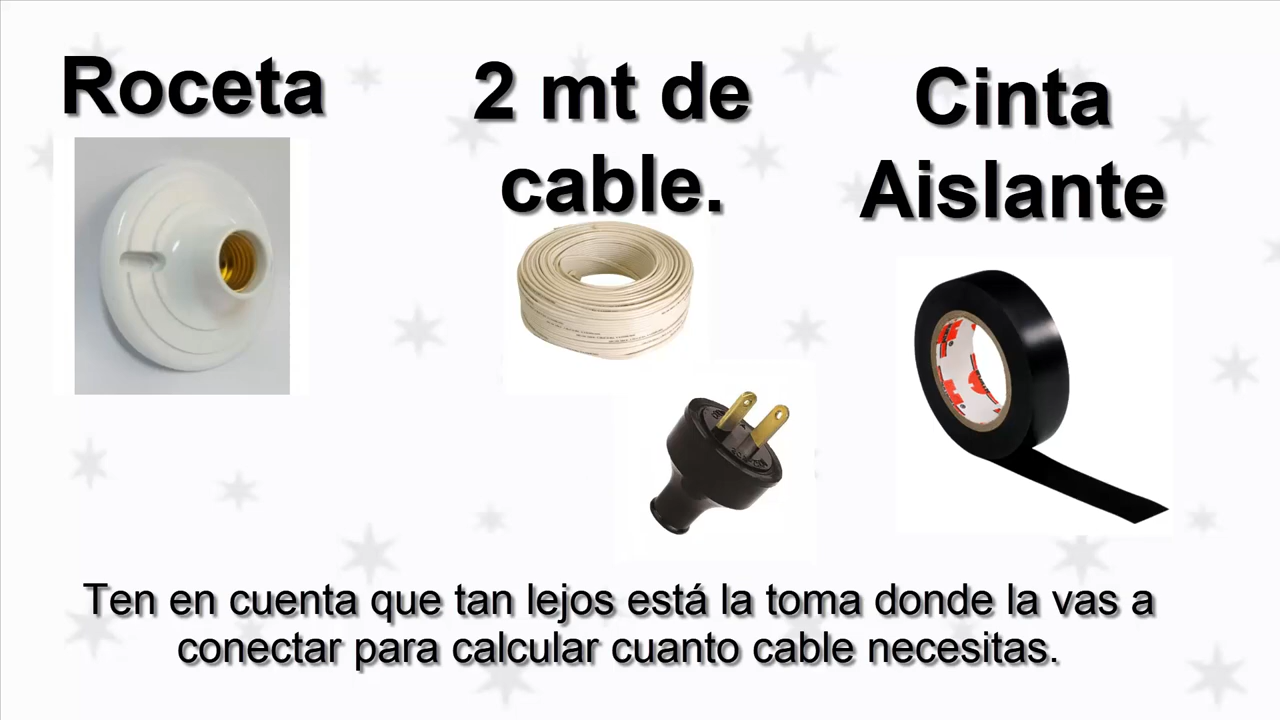 Roceta
2 mt de
cable.
Cinta
Aislante
Ten en cuenta que tan lejos está la toma donde la vas a
conectar para calcular cuanto cable necesitas.